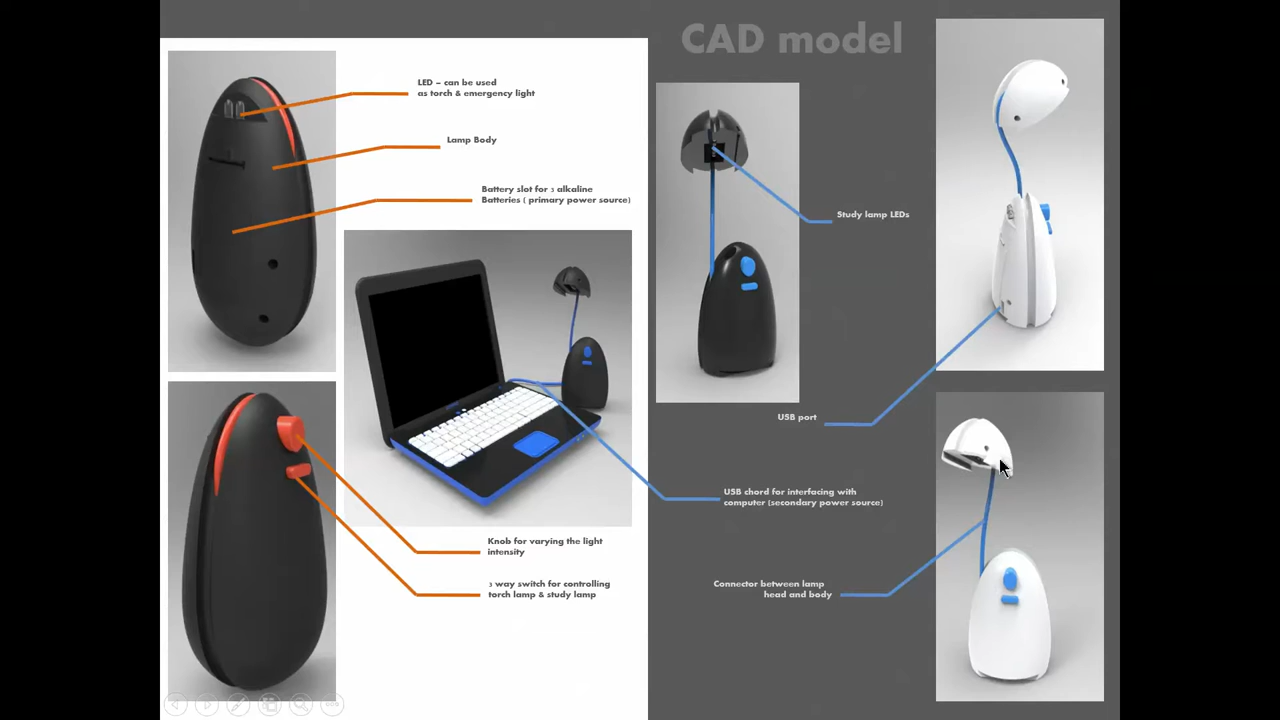 CAD model
LED – can be used
as torch & emergency light
Lamp Body
Battery slot for 3 alkaline
Batteries ( primary power source)
Study lamp LEDs
USB port
USB chord for interfacing with
computer (secondary power source)
Knob for varying the light
intensity
3 way switch for controlling
torch lamp & study lamp
Connector between lamp
head and body